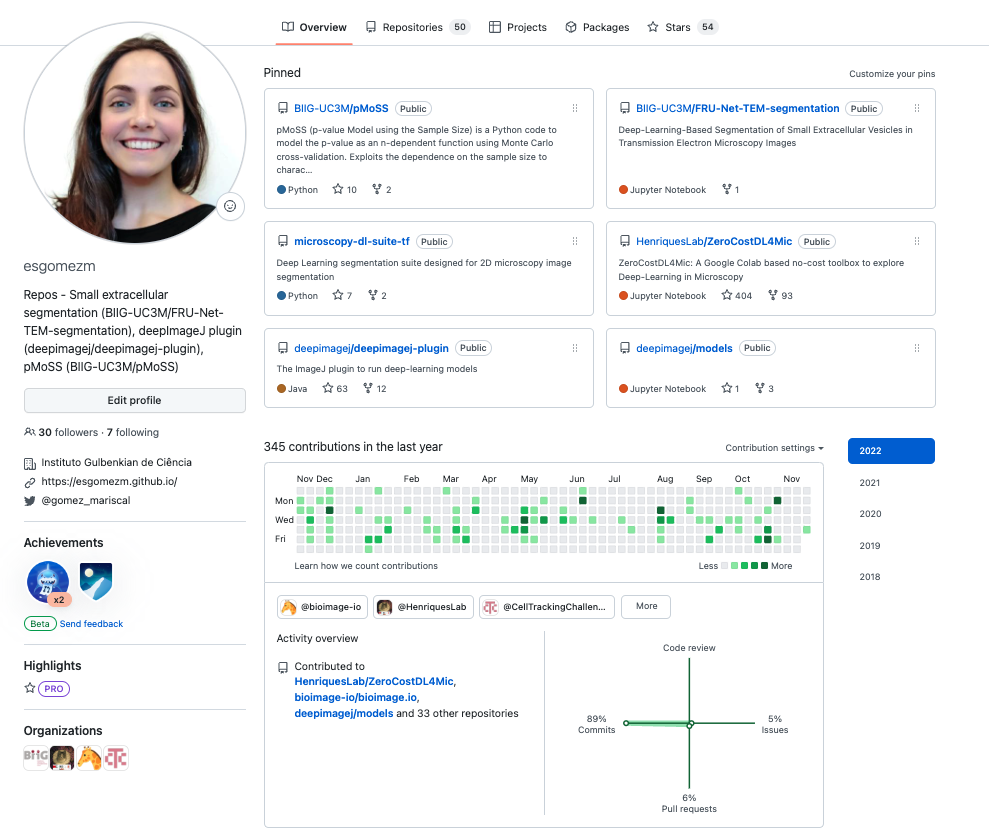 Overview Repositories 50 Projects Packages Stars 54
esgomezm
Repos - Small extracellular
segmentation (BIIG-UC3M/FRU-Net-
TEM-segmentation), deepImageJ plugin
(deepimagej/deepimagej-plugin),
pMoSS (BIIG-UC3M/pMoSS)
Edit profile
30 followers · 7 following
Instituto Gulbenkian de Ciência
https://esgomezm.github.io/
@gomez_mariscal
Achievements
x2
Beta Send feedback
Highlights
PRO
Organizations
BIIG
Pinned
Customize your pins
BIIG-UC3M/pMoSS Public
pMoSS (p-value Model using the Sample Size) is a Python code to
model the p-value as an n-dependent function using Monte Carlo
cross-validation. Exploits the dependence on the sample size to
charac...
Python 10 2
BIIG-UC3M/FRU-Net-TEM-segmentation Public
Deep-Learning-Based Segmentation of Small Extracellular Vesicles in
Transmission Electron Microscopy Images
Jupyter Notebook 1
microscopy-dl-suite-tf Public
Deep Learning segmentation suite designed for 2D microscopy image
segmentation
Python 7 2
HenriquesLab/ZeroCostDL4Mic Public
ZeroCostDL4Mic: A Google Colab based no-cost toolbox to explore
Deep-Learning in Microscopy
Jupyter Notebook 404 93
deepimagej/deepimagej-plugin Public
The ImageJ plugin to run deep-learning models
Java 63 12
deepimagej/models Public
Jupyter Notebook 1 3
345 contributions in the last year
Contribution settings
Nov Dec Jan Feb Mar Apr May Jun Jul Aug Sep Oct Nov
Mon
Wed
Fri
Learn how we count contributions
Less More
2022
2021
2020
2019
2018
@bioimage-io @HenriquesLab @CellTrackingChallen... More
Activity overview
Contributed to
HenriquesLab/ZeroCostDL4Mic,
bioimage-io/bioimage.io,
deepimagej/models and 33 other repositories
Code review
89%
Commits
5%
Issues
6%
Pull requests